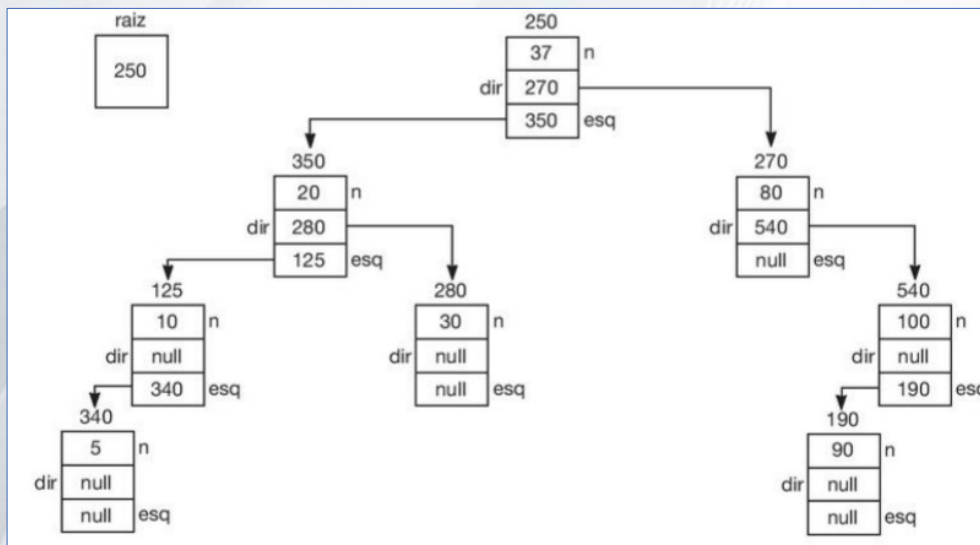 raiz
250
250
37 n
dir 270
350 esq
350
20 n
dir 280
125 esq
270
80 n
dir 540
null esq
125
10 n
dir null
340 esq
280
30 n
dir null
null esq
540
100 n
dir null
190 esq
340
5 n
dir null
null esq
190
90 n
dir null
null esq